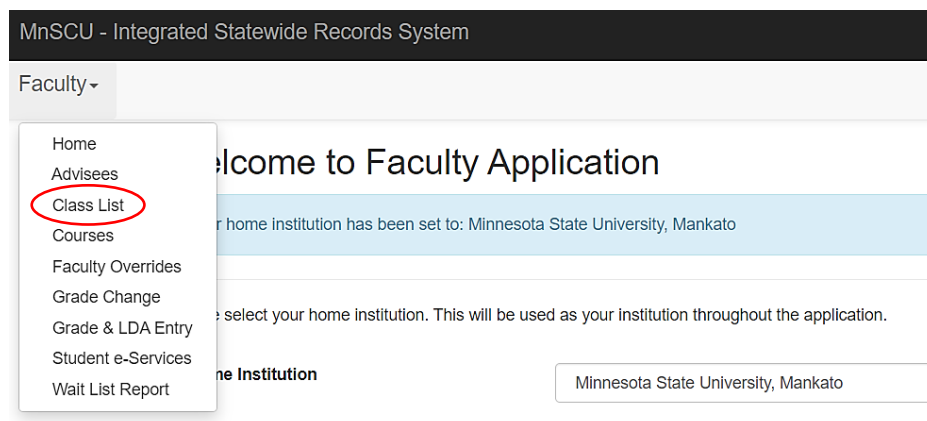 MnSCU - Integrated Statewide Records System
Faculty
Home
Advisees
Class List
Courses
Faculty Overrides
Grade Change
Grade & LDA Entry
Student e-Services
Wait List Report
elcome to Faculty Application
r home institution has been set to: Minnesota State University, Mankato
e select your home institution. This will be used as your institution throughout the application.
me Institution
Minnesota State University, Mankato